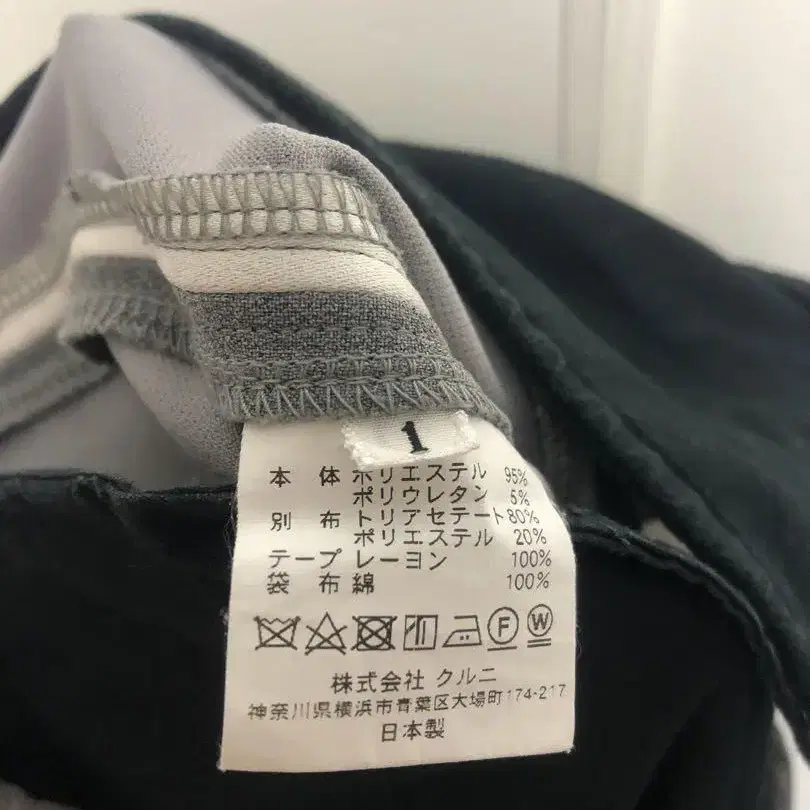 1
本 体 ポリエステル 95%
ポリウレタン 5%
別 布 トリアセテート 80%
ポリエステル 20%
テープ レーヨン 100%
袋 布 綿 100%
F W
株式会社 クルニ
神奈川県横浜市青葉区大場町174-217
日本製